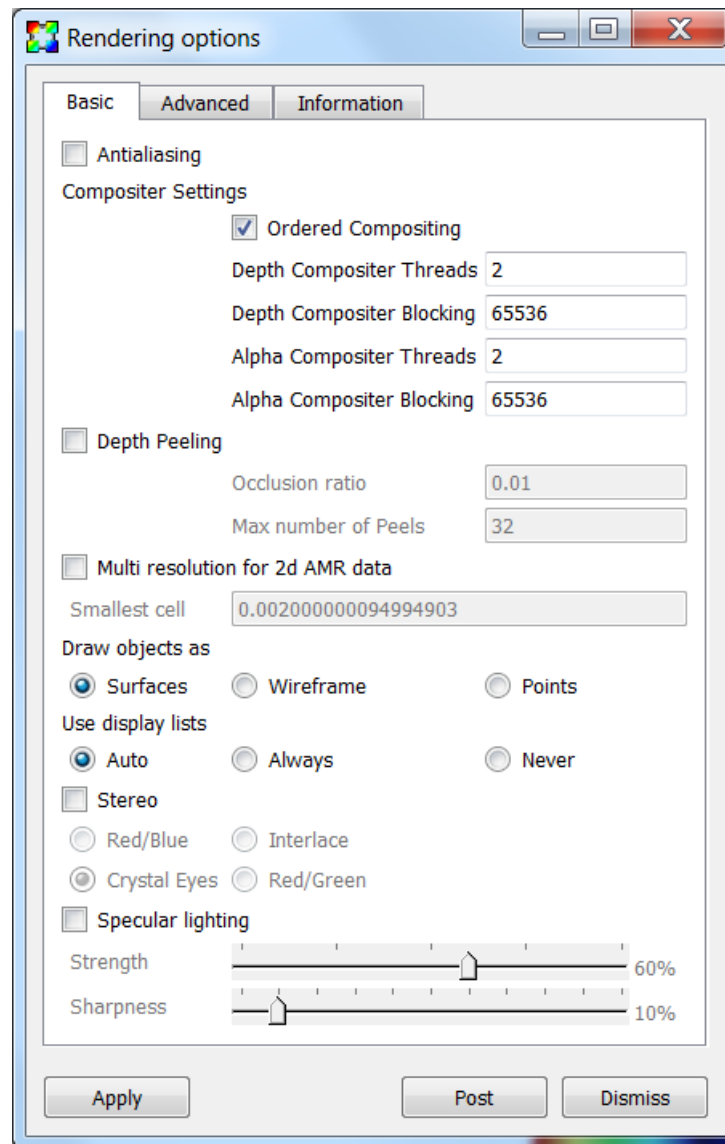 Rendering options
Basic Advanced Information
Antialiasing
Compositer Settings
Ordered Compositing
Depth Compositer Threads 2
Depth Compositer Blocking 65536
Alpha Compositer Threads 2
Alpha Compositer Blocking 65536
Depth Peeling
Occlusion ratio 0.01
Max number of Peels 32
Multi resolution for 2d AMR data
Smallest cell 0.002000000094994903
Draw objects as
Surfaces Wireframe Points
Use display lists
Auto Always Never
Stereo
Red/Blue Interlace
Crystal Eyes Red/Green
Specular lighting
Strength 60%
Sharpness 10%
Apply Post Dismiss